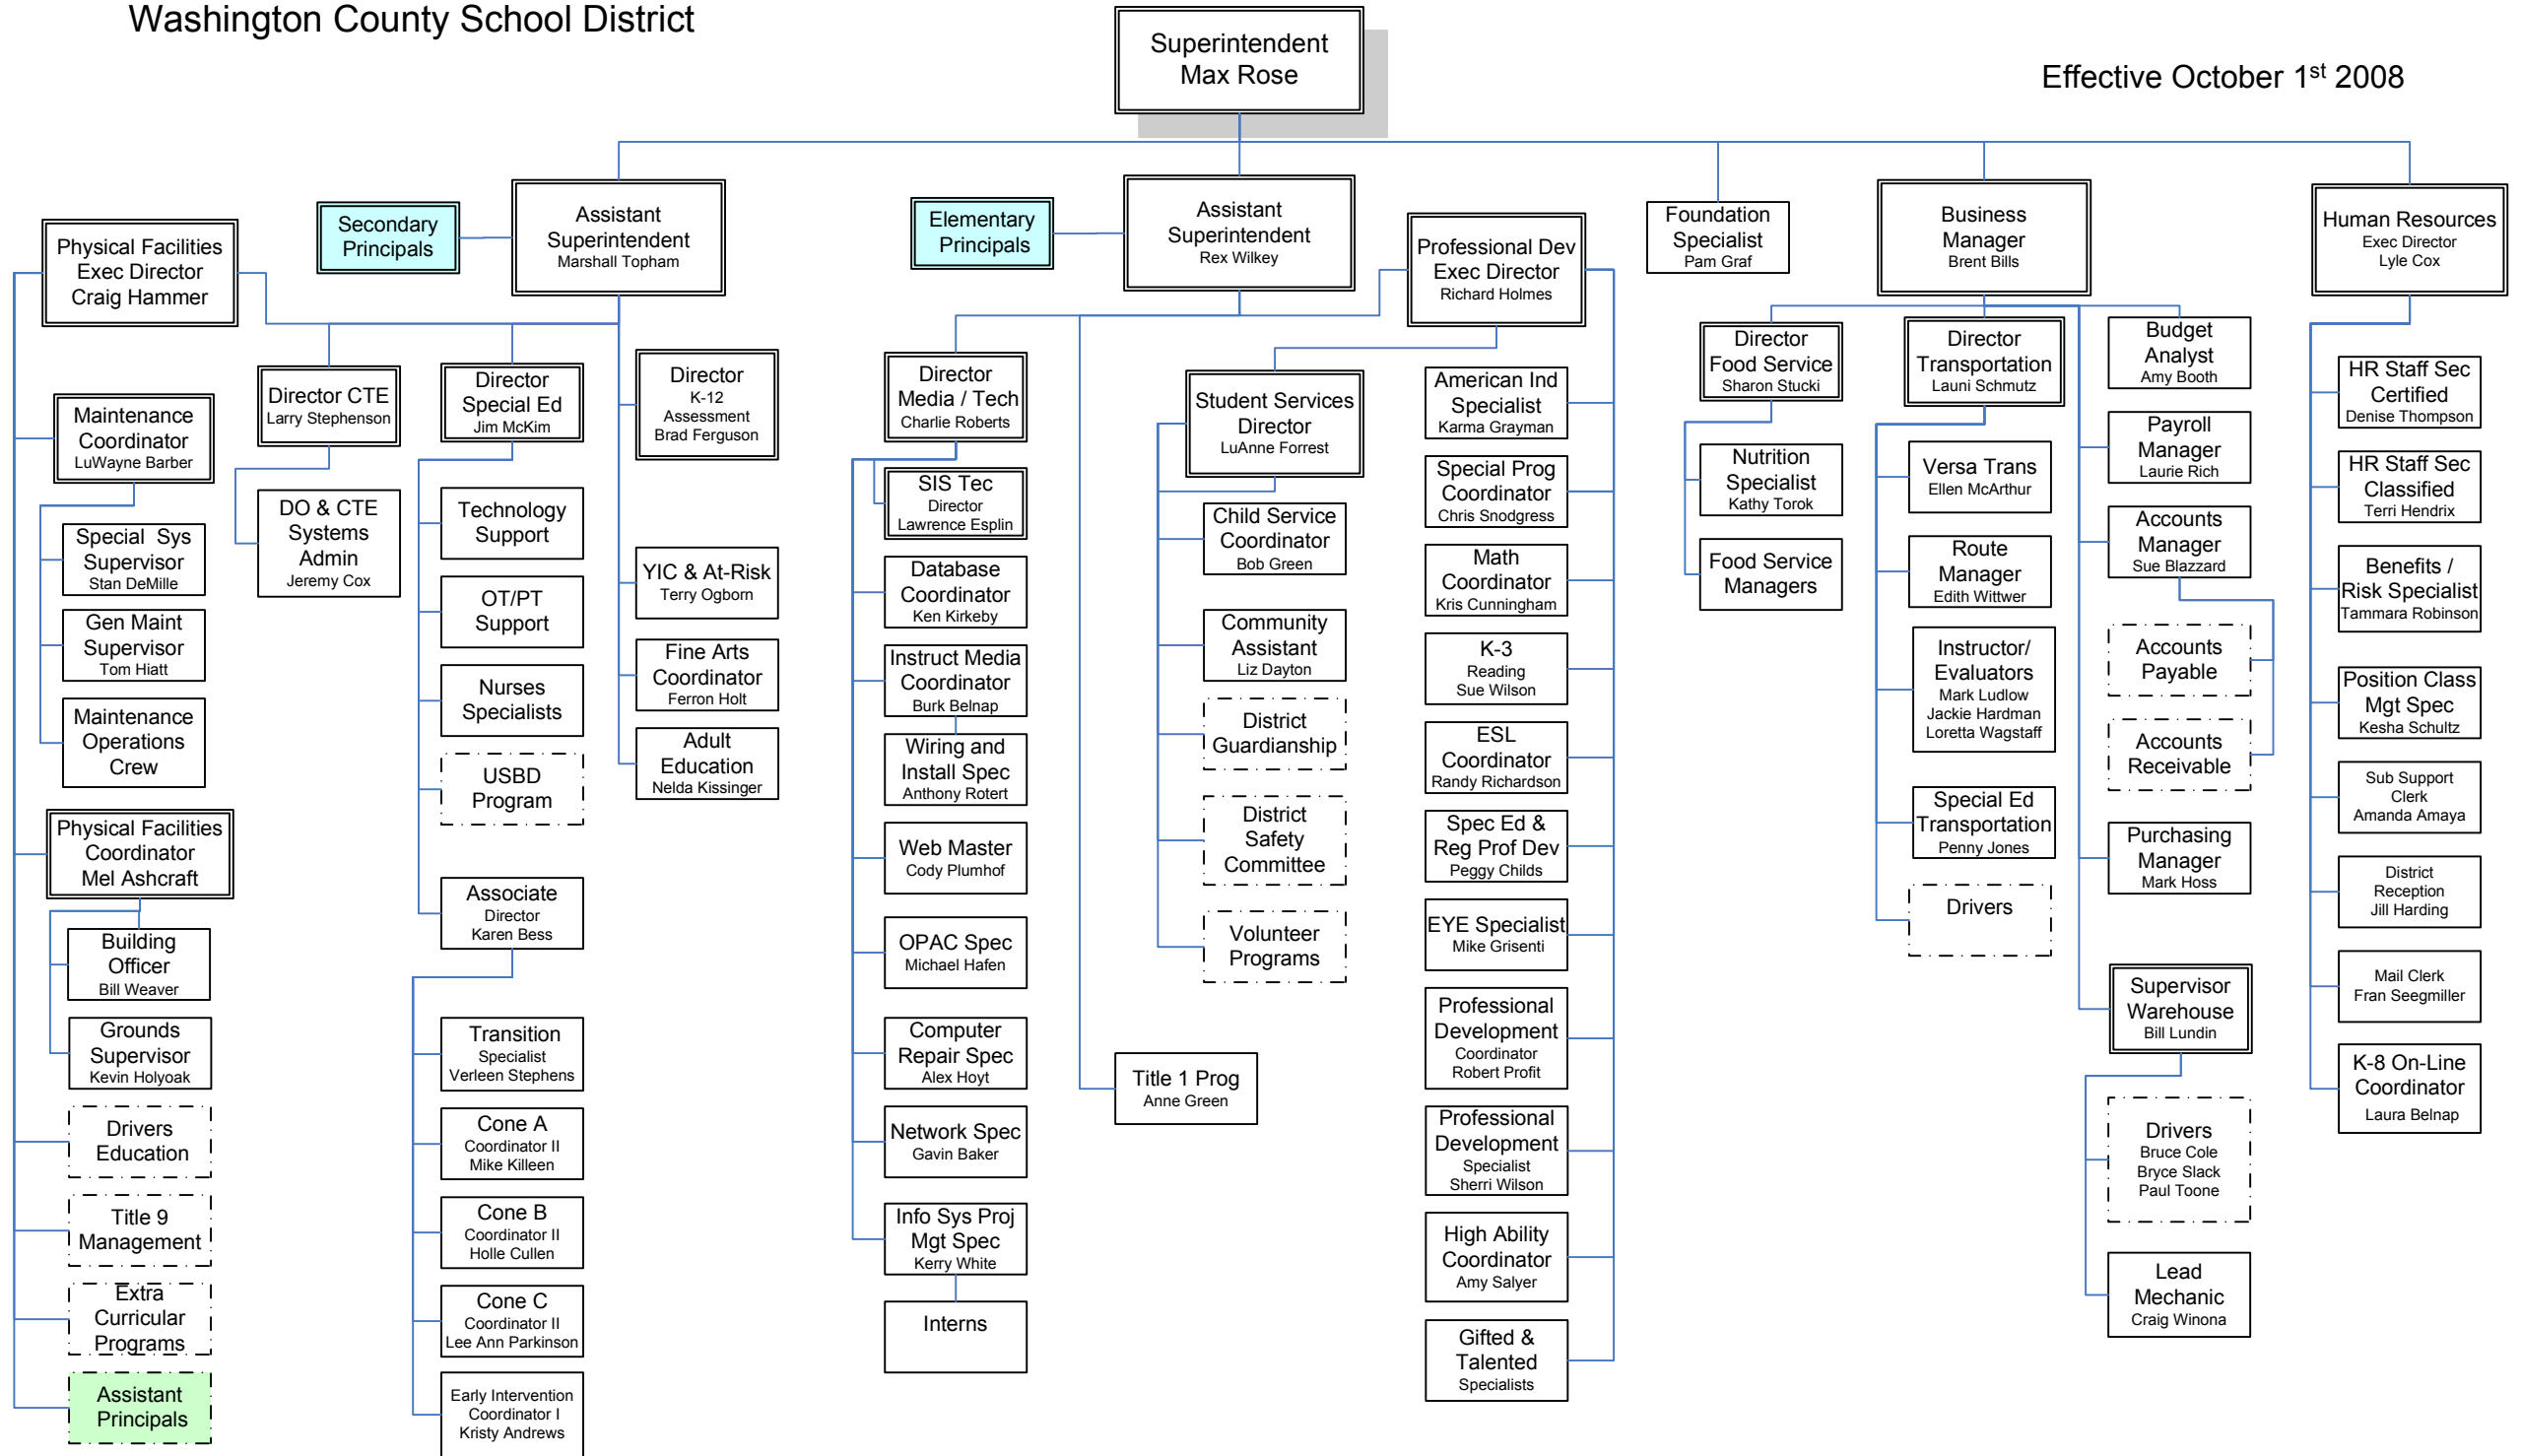 Washington County School District
Superintendent
Max Rose
Effective October 1st 2008
Physical Facilities
Exec Director
Craig Hammer
Secondary
Principals
Assistant
Superintendent
Marshall Topham
Elementary
Principals
Assistant
Superintendent
Rex Wilkey
Professional Dev
Exec Director
Richard Holmes
Foundation
Specialist
Pam Graf
Business
Manager
Brent Bills
Human Resources
Exec Director
Lyle Cox
Maintenance
Coordinator
LuWayne Barber
Special Sys
Supervisor
Stan DeMille
Gen Maint
Supervisor
Tom Hiatt
Maintenance
Operations
Crew
Physical Facilities
Coordinator
Mel Ashcraft
Building
Officer
Bill Weaver
Grounds
Supervisor
Kevin Holyoak
Drivers
Education
Title 9
Management
Extra
Curricular
Programs
Assistant
Principals
Director CTE
Larry Stephenson
DO & CTE
Systems
Admin
Jeremy Cox
Director
Special Ed
Jim McKim
Technology
Support
OT/PT
Support
Nurses
Specialists
USBD
Program
Associate
Director
Karen Bess
Transition
Specialist
Verleen Stephens
Cone A
Coordinator II
Mike Killeen
Cone B
Coordinator II
Holle Cullen
Cone C
Coordinator II
Lee Ann Parkinson
Early Intervention
Coordinator I
Kristy Andrews
Director
K-12
Assessment
Brad Ferguson
YIC & At-Risk
Terry Ogborn
Fine Arts
Coordinator
Ferron Holt
Adult
Education
Nelda Kissinger
Director
Media / Tech
Charlie Roberts
SIS Tec
Director
Lawrence Esplin
Database
Coordinator
Ken Kirkeby
Instruct Media
Coordinator
Burk Belnap
Wiring and
Install Spec
Anthony Rotert
Web Master
Cody Plumhof
OPAC Spec
Michael Hafen
Computer
Repair Spec
Alex Hoyt
Network Spec
Gavin Baker
Info Sys Proj
Mgt Spec
Kerry White
Interns
Title 1 Prog
Anne Green
Student Services
Director
LuAnne Forrest
Child Service
Coordinator
Bob Green
Community
Assistant
Liz Dayton
District
Guardianship
District
Safety
Committee
Volunteer
Programs
American Ind
Specialist
Karma Grayman
Special Prog
Coordinator
Chris Snodgress
Math
Coordinator
Kris Cunningham
K-3
Reading
Sue Wilson
ESL
Coordinator
Randy Richardson
Spec Ed &
Reg Prof Dev
Peggy Childs
EYE Specialist
Mike Grisenti
Professional
Development
Coordinator
Robert Profit
Professional
Development
Specialist
Sherri Wilson
High Ability
Coordinator
Amy Salyer
Gifted &
Talented
Specialists
Director
Food Service
Sharon Stucki
Nutrition
Specialist
Kathy Torok
Food Service
Managers
Director
Transportation
Launi Schmutz
Versa Trans
Ellen McArthur
Route
Manager
Edith Wittwer
Instructor/
Evaluators
Mark Ludlow
Jackie Hardman
Loretta Wagstaff
Special Ed
Transportation
Penny Jones
Drivers
Budget
Analyst
Amy Booth
Payroll
Manager
Laurie Rich
Accounts
Manager
Sue Blazzard
Accounts
Payable
Accounts
Receivable
Purchasing
Manager
Mark Hoss
Supervisor
Warehouse
Bill Lundin
Drivers
Bruce Cole
Bryce Slack
Paul Toone
Lead
Mechanic
Craig Winona
HR Staff Sec
Certified
Denise Thompson
HR Staff Sec
Classified
Terri Hendrix
Benefits /
Risk Specialist
Tammara Robinson
Position Class
Mgt Spec
Kesha Schultz
Sub Support
Clerk
Amanda Amaya
District
Reception
Jill Harding
Mail Clerk
Fran Seegmiller
K-8 On-Line
Coordinator
Laura Belnap